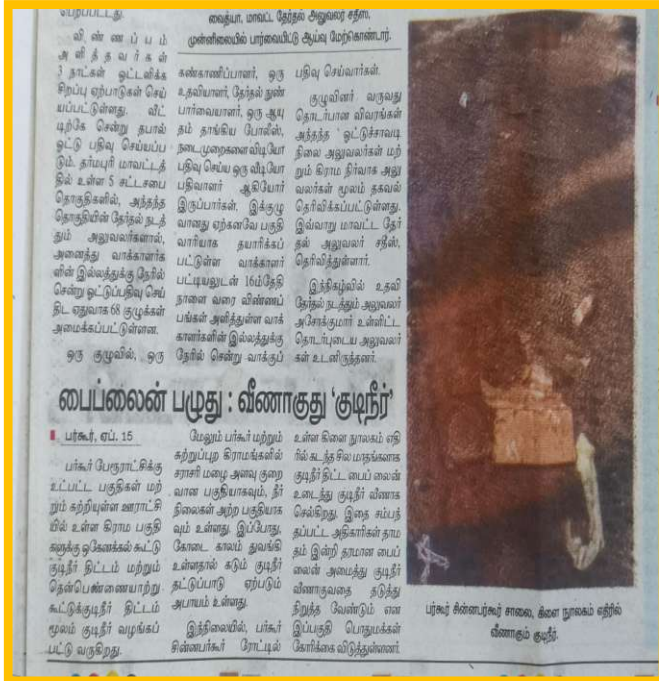 வைத்யா, மாவட்ட தேர்தல் அலுவலர் சதீஸ்,
முன்னிலையில் பார்வையிட்டு ஆய்வு மேற்கொண்டார்.
விண்ணப்பம்
அளித்தவர்கள்
3 நாட்கள் ஓட்டளிக்க
சிறப்பு ஏற்பாடுகள் செய்
யப்பட்டுள்ளது. வீட்
டிற்கே சென்று தபால்
ஓட்டு பதிவு செய்யப்ப
டும். தர்மபுரி மாவட்டத்
தில் உள்ள 5 சட்டசபை
தொகுதிகளில், அந்தந்த
தொகுதியின் தேர்தல் நடத்
தும் அலுவலர்களால்,
அனைத்து வாக்காளர்க
ளின் இல்லத்துக்கு நேரில்
சென்று ஓட்டுப்பதிவு செய்
திட ஏதுவாக 68 குழுக்கள்
அமைக்கப்பட்டுள்ளன.
ஒரு குழுவில், ஒரு
கண்காணிப்பாளர், ஒரு
உதவியாளர், தேர்தல் நுண்
பார்வையாளர், ஒரு ஆயு
தம் தாங்கிய போலீஸ்,
நடைமுறைகளை வீடியோ
பதிவு செய்ய ஒரு வீடியோ
பதிவாளர் ஆகியோர்
இருப்பார்கள். இக்குழு
வானது ஏற்கனவே பகுதி
வாரியாக தயாரிக்கப்
பட்டுள்ள வாக்காளர்
பட்டியலுடன் 16ம்தேதி
நாளை வரை விண்ணப்
பங்கள் அளித்துள்ள வாக்
காளர்களின் இல்லத்துக்கு
நேரில் சென்று வாக்குப்
பதிவு செய்வார்கள்.
குழுவினர் வருவது
தொடர்பான விவரங்கள்
அந்தந்த ஓட்டுச்சாவடி
நிலை அலுவலர்கள் மற்
றும் கிராம நிர்வாக அலு
வலர்கள் மூலம் தகவல்
தெரிவிக்கப்பட்டுள்ளது.
இவ்வாறு மாவட்ட தேர்
தல் அலுவலர் சதீஸ்,
தெரிவித்துள்ளார்.
இந்நிகழ்வில் உதவி
தேர்தல் நடத்தும் அலுவலர்
அசோக்குமார் உள்ளிட்ட
தொடர்புடைய அலுவலர்
கள் உடனிருந்தனர்.
பைப்லைன் பழுது : வீணாகுது ‘குடிநீர்’
பர்கூர், ஏப். 15
பர்கூர் பேரூராட்சிக்கு
உட்பட்ட பகுதிகள் மற்
றும் சுற்றியுள்ள ஊராட்சி
யில் உள்ள கிராம பகுதி
களுக்கு ஒகேனக்கல் கூட்டு
குடிநீர் திட்டம் மற்றும்
தென்பெண்ணையாற்று
கூட்டுக்குடிநீர் திட்டம்
மூலம் குடிநீர் வழங்கப்
பட்டு வருகிறது.
மேலும் பர்கூர் மற்றும்
சுற்றுப்புற கிராமங்களில்
சராசரி மழை அளவு குறை
வான பகுதியாகவும், நீர்
நிலைகள் அற்ற பகுதியாக
வும் உள்ளது. இப்போது,
கோடை காலம் துவங்கி
உள்ளதால் கடும் குடிநீர்
தட்டுப்பாடு ஏற்படும்
அபாயம் உள்ளது.
இந்நிலையில், பர்கூர்
சின்னபர்கூர் ரோட்டில்
உள்ள கிளை நூலகம் எதி
ரில் கடந்த சில மாதங்களாக
குடிநீர் திட்ட பைப் லைன்
உடைந்து குடிநீர் வீணாக
செல்கிறது. இதை சம்பந்
தப்பட்ட அதிகாரிகள் தாம
தம் இன்றி தரமான பைப்
லைன் அமைத்து குடிநீர்
வீணாகுவதை தடுத்து
நிறுத்த வேண்டும் என
இப்பகுதி பொதுமக்கள்
கோரிக்கை விடுத்துள்ளனர்.
பர்கூர் சின்னபர்கூர் சாலை, கிளை நூலகம் எதிரில்
வீணாகும் குடிநீர்.